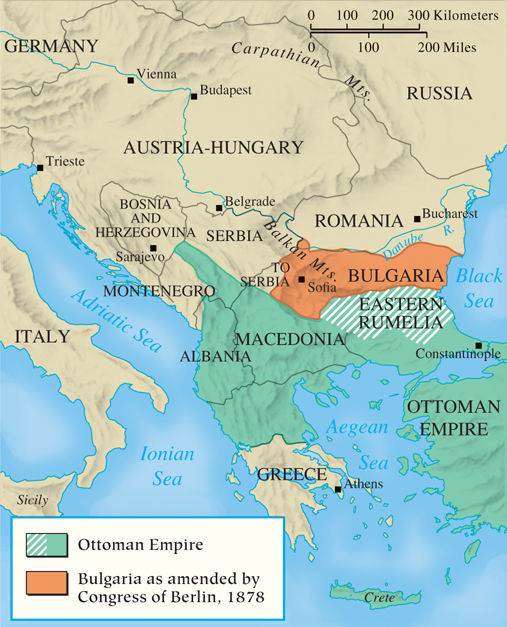 0 100 200 300 Kilometers
0 100 200 Miles
GERMANY
Carpathian Mts.
Vienna
Budapest
RUSSIA
AUSTRIA-HUNGARY
Trieste
BOSNIA
AND
HERZEGOVINA
Belgrade
ROMANIA
Bucharest
SERBIA
Sarajevo
Balkan Mts.
Danube R.
TO
SERBIA
BULGARIA
Sofia
Black
Sea
MONTENEGRO
EASTERN
RUMELIA
Adriatic Sea
ITALY
MACEDONIA
ALBANIA
Constantinople
OTTOMAN
EMPIRE
Aegean
Sea
Ionian
Sea
GREECE
Athens
Sicily
Crete
Ottoman Empire
Bulgaria as amended by
Congress of Berlin, 1878